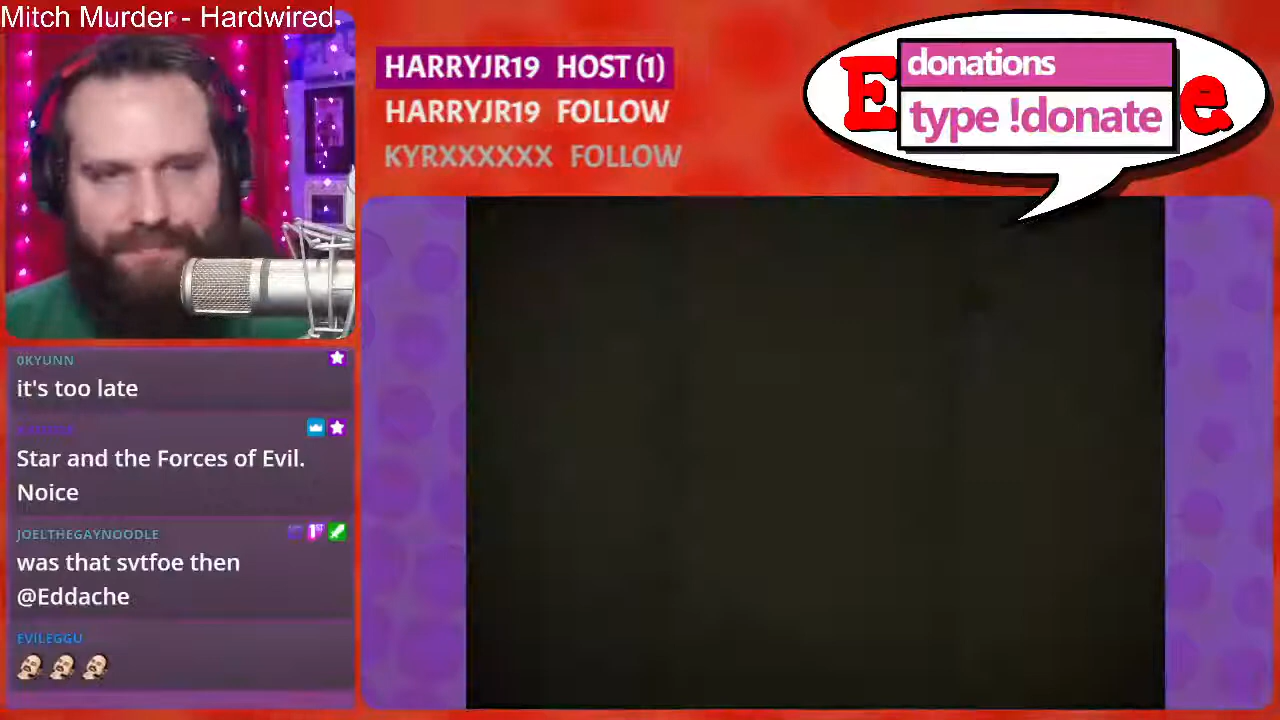 Mitch Murder - Hardwired
HARRYJR19 HOST (1)
HARRYJR19 FOLLOW
KYRXXXXXX FOLLOW
donations
type !donate
0KYUNN
it's too late
Star and the Forces of Evil.
Noice
JOELTHEGAYNOODLE
was that svtfoe then
@Eddache
EVILEGGU